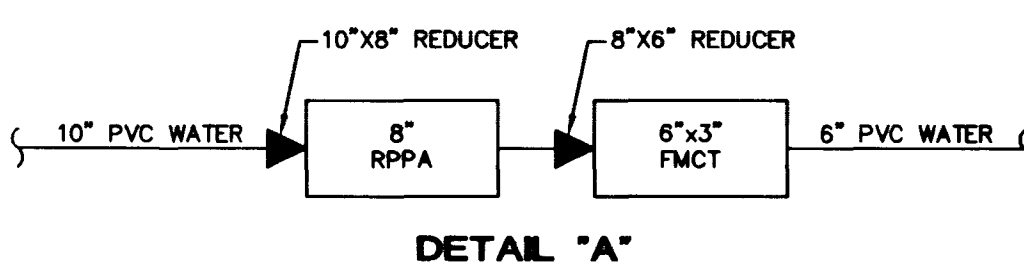 10"X8" REDUCER
8"X6" REDUCER
10" PVC WATER
8"
RPPA
6"x3"
FMCT
6" PVC WATER
DETAIL "A"